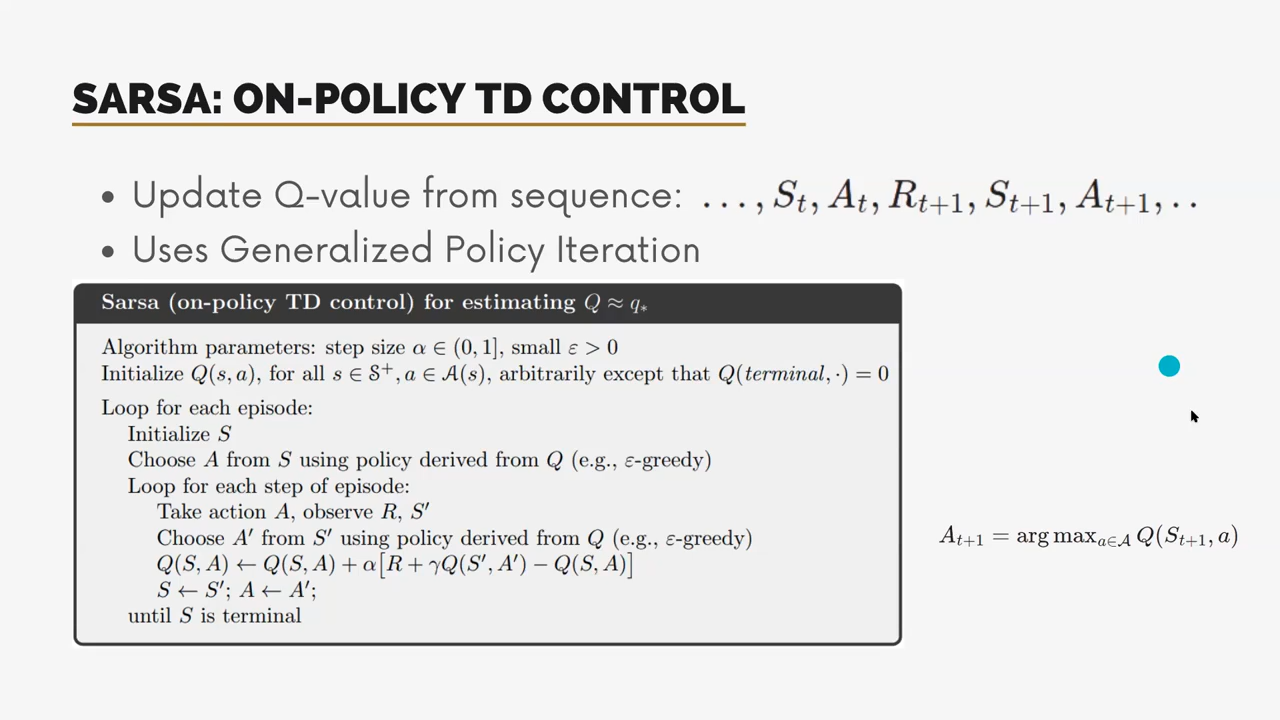 SARSA: ON-POLICY TD CONTROL
• Update Q-value from sequence: . . . , S_t, A_t, R_{t+1}, S_{t+1}, A_{t+1}, . .
• Uses Generalized Policy Iteration
Sarsa (on-policy TD control) for estimating Q ≈ q_*
Algorithm parameters: step size α ∈ (0, 1], small ε > 0
Initialize Q(s, a), for all s ∈ 𝒮⁺, a ∈ 𝒜(s), arbitrarily except that Q(terminal, ·) = 0
Loop for each episode:
Initialize S
Choose A from S using policy derived from Q (e.g., ε-greedy)
Loop for each step of episode:
Take action A, observe R, S′
Choose A′ from S′ using policy derived from Q (e.g., ε-greedy)
Q(S, A) ← Q(S, A) + α[R + γQ(S′, A′) − Q(S, A)]
S ← S′; A ← A′;
until S is terminal
A_{t+1} = arg max_{a∈𝒜} Q(S_{t+1}, a)